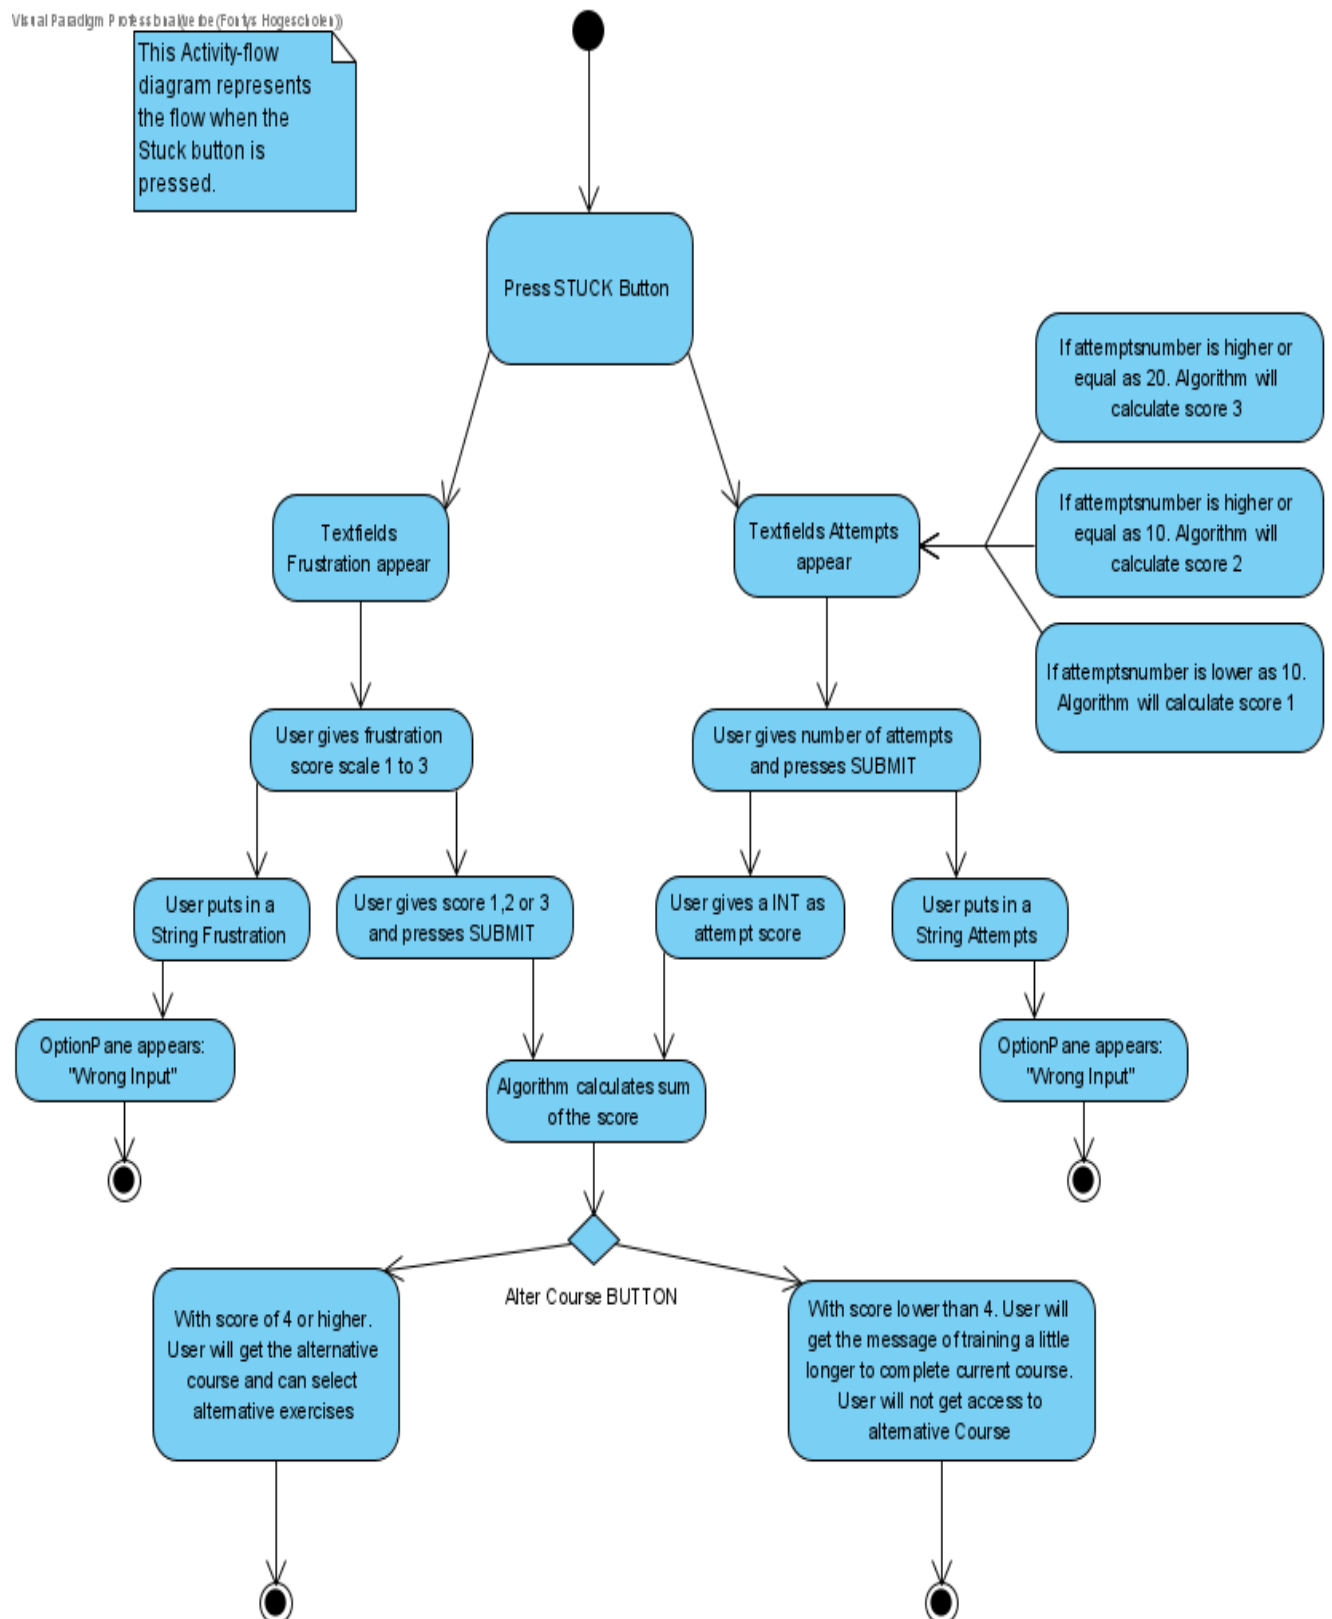 Visual Paradigm Professional(ferbe (Fontys Hogescholen))
This Activity-flow
diagram represents
the flow when the
Stuck button is
pressed.
Press STUCK Button
If attemptsnumber is higher or
equal as 20. Algorithm will
calculate score 3
If attemptsnumber is higher or
equal as 10. Algorithm will
calculate score 2
If attemptsnumber is lower as 10.
Algorithm will calculate score 1
Textfields
Frustration appear
Textfields Attempts
appear
User gives frustration
score scale 1 to 3
User gives number of attempts
and presses SUBMIT
User puts in a
String Frustration
User gives score 1,2 or 3
and presses SUBMIT
User gives a INT as
attempt score
User puts in a
String Attempts
OptionPane appears:
"Wrong Input"
Algorithm calculates sum
of the score
OptionPane appears:
"Wrong Input"
Alter Course BUTTON
With score of 4 or higher.
User will get the alternative
course and can select
alternative exercises
With score lower than 4. User will
get the message of training a little
longer to complete current course.
User will not get access to
alternative Course